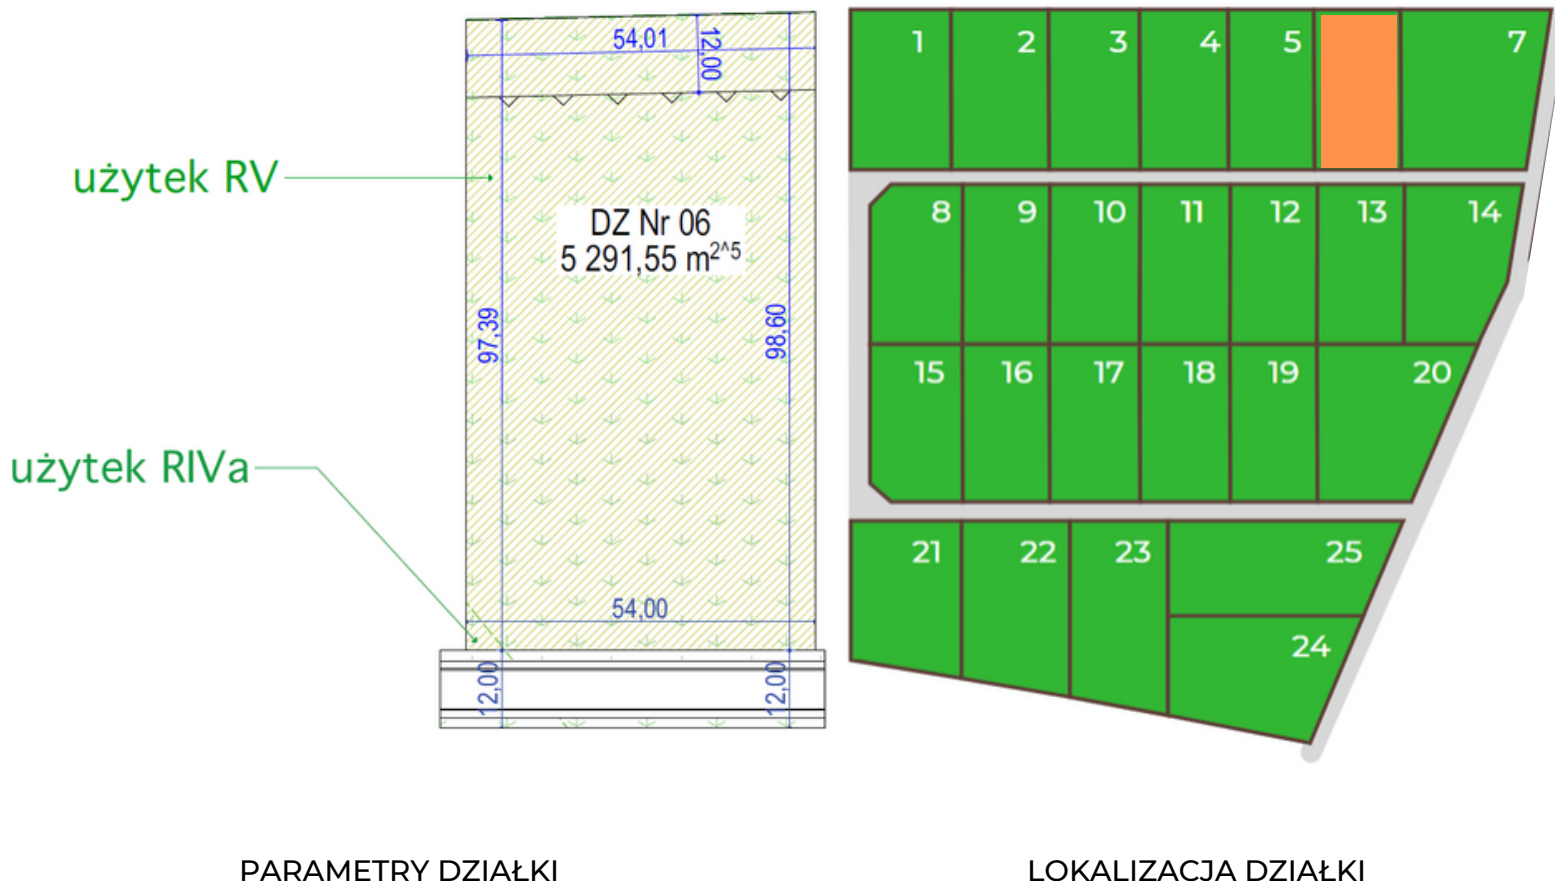 54,01
12,00
użytek RV
DZ Nr 06
5 291,55 m2^5
97,39
98,60
użytek RIVa
54,00
12,00
12,00
1 2 3 4 5 7
8 9 10 11 12 13 14
15 16 17 18 19 20
21 22 23 25
24
PARAMETRY DZIAŁKI
LOKALIZACJA DZIAŁKI